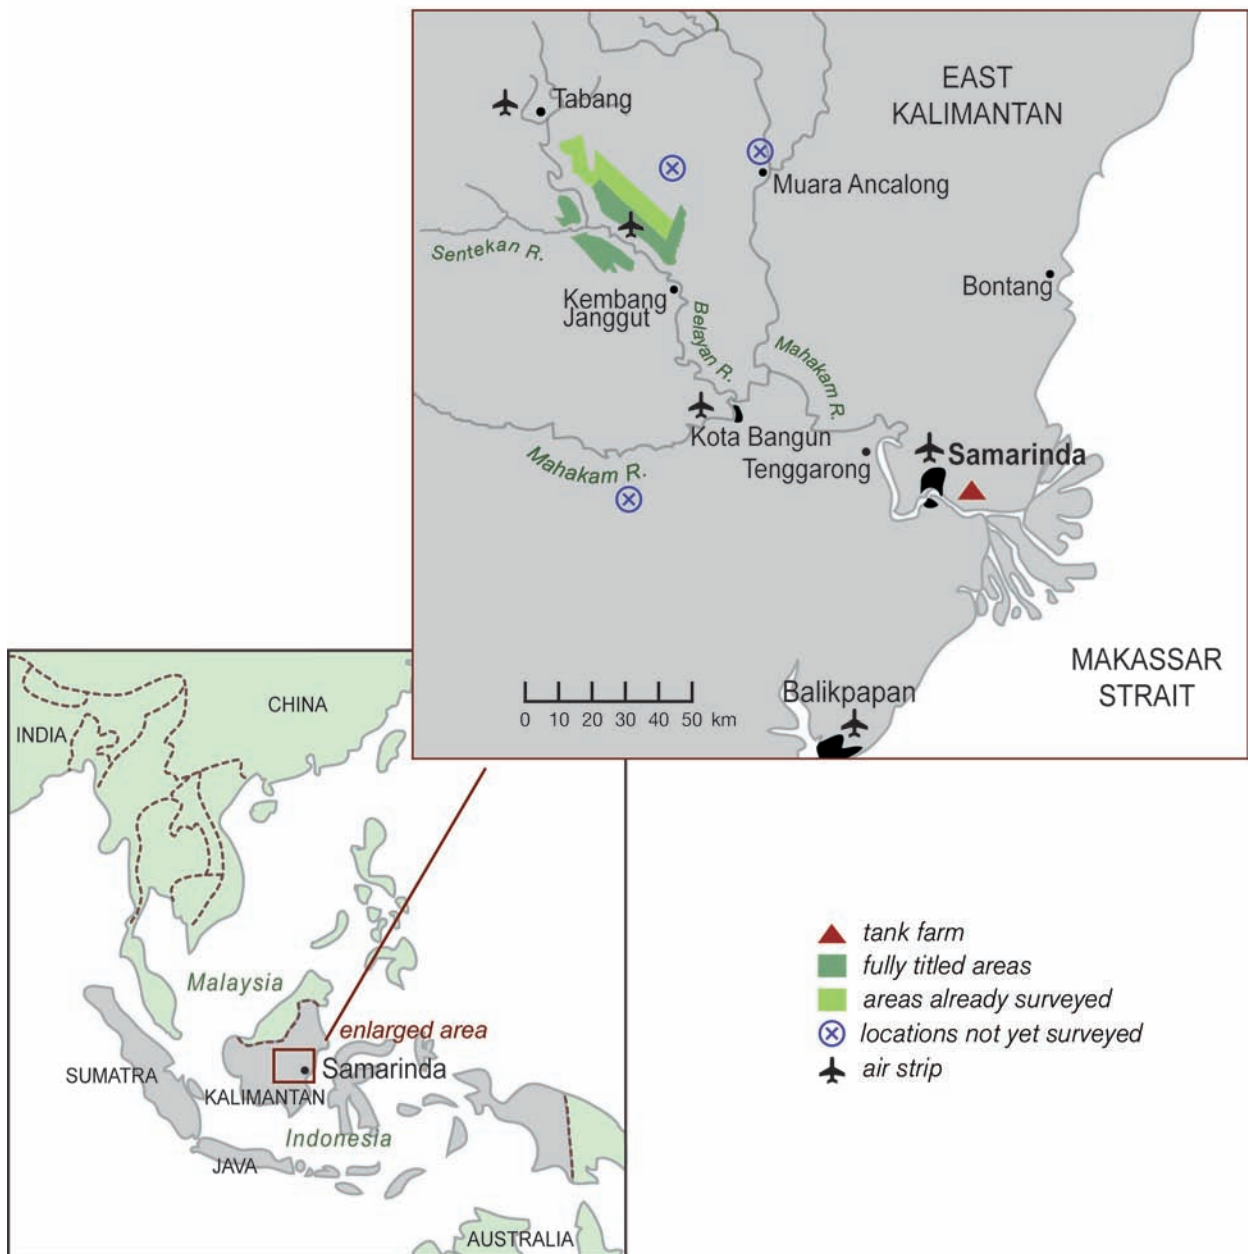 EAST
KALIMANTAN
Tabang
Muara Ancalong
Sentekan R.
Bontang
Kembang
Janggut
Belayan R.
Mahakam R.
Kota Bangun
Mahakam R.
Tenggarong
Samarinda
MAKASSAR
STRAIT
Balikpapan
0 10 20 30 40 50 km
CHINA
INDIA
Malaysia
enlarged area
Samarinda
SUMATRA
KALIMANTAN
Indonesia
JAVA
AUSTRALIA
tank farm
fully titled areas
areas already surveyed
locations not yet surveyed
air strip